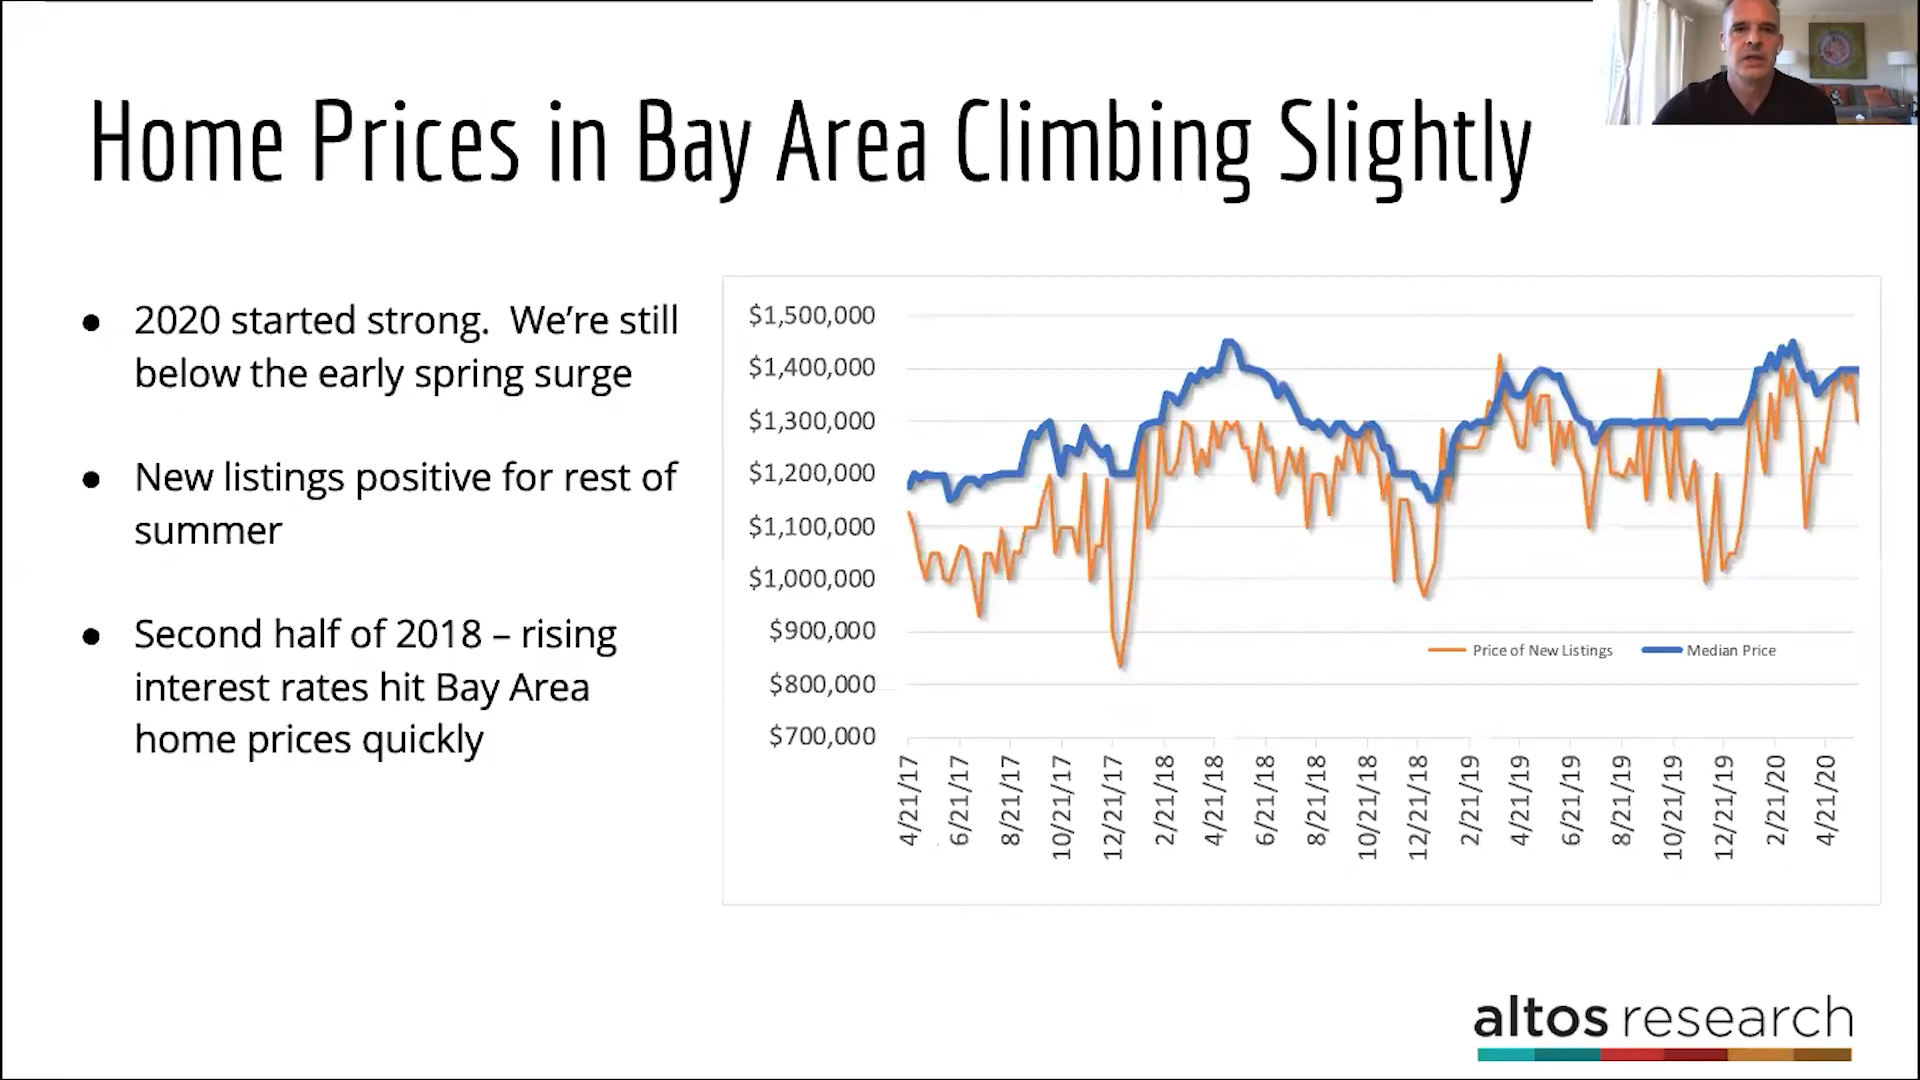 Home Prices in Bay Area Climbing Slightly
● 2020 started strong.  We’re still
below the early spring surge
● New listings positive for rest of
summer
● Second half of 2018 – rising
interest rates hit Bay Area
home prices quickly
$1,500,000
$1,400,000
$1,300,000
$1,200,000
$1,100,000
$1,000,000
$900,000
$800,000
$700,000
Price of New Listings
Median Price
4/21/17
6/21/17
8/21/17
10/21/17
12/21/17
2/21/18
4/21/18
6/21/18
8/21/18
10/21/18
12/21/18
2/21/19
4/21/19
6/21/19
8/21/19
10/21/19
12/21/19
2/21/20
4/21/20
altos research